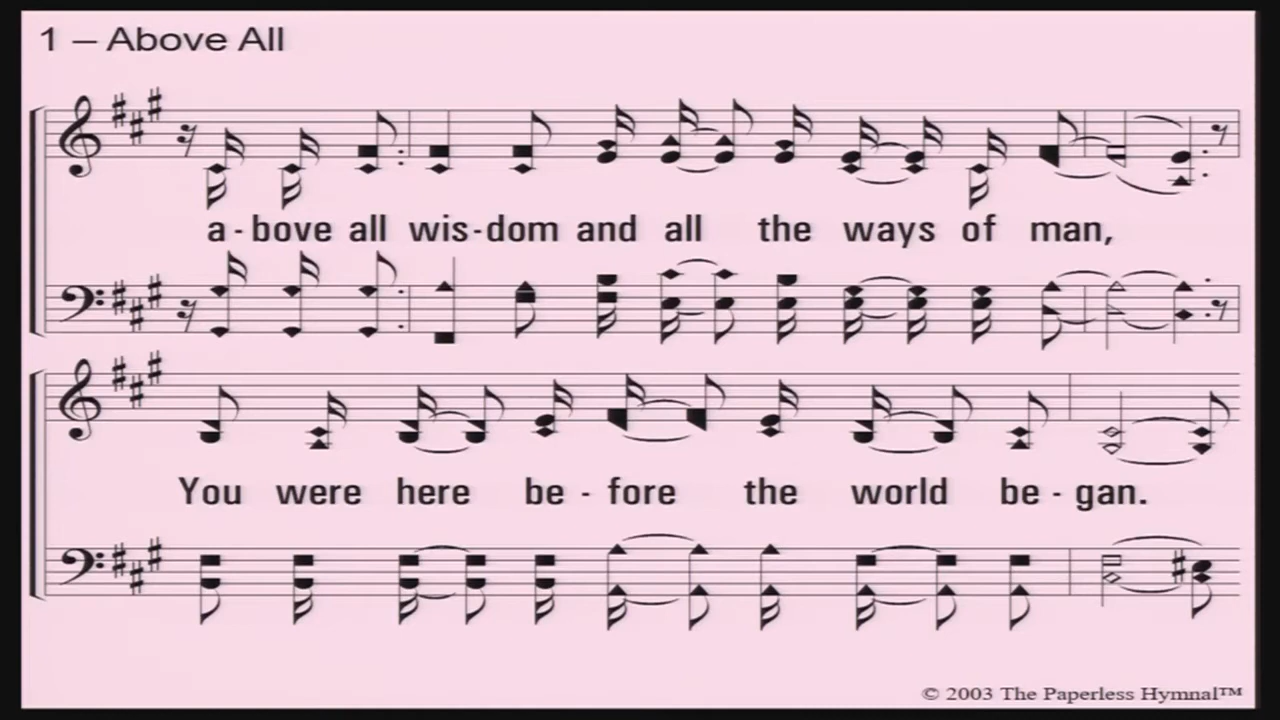 1 – Above All
a - bove all wis - dom and all the ways of man,
You were here be - fore the world be - gan.
© 2003 The Paperless Hymnal™